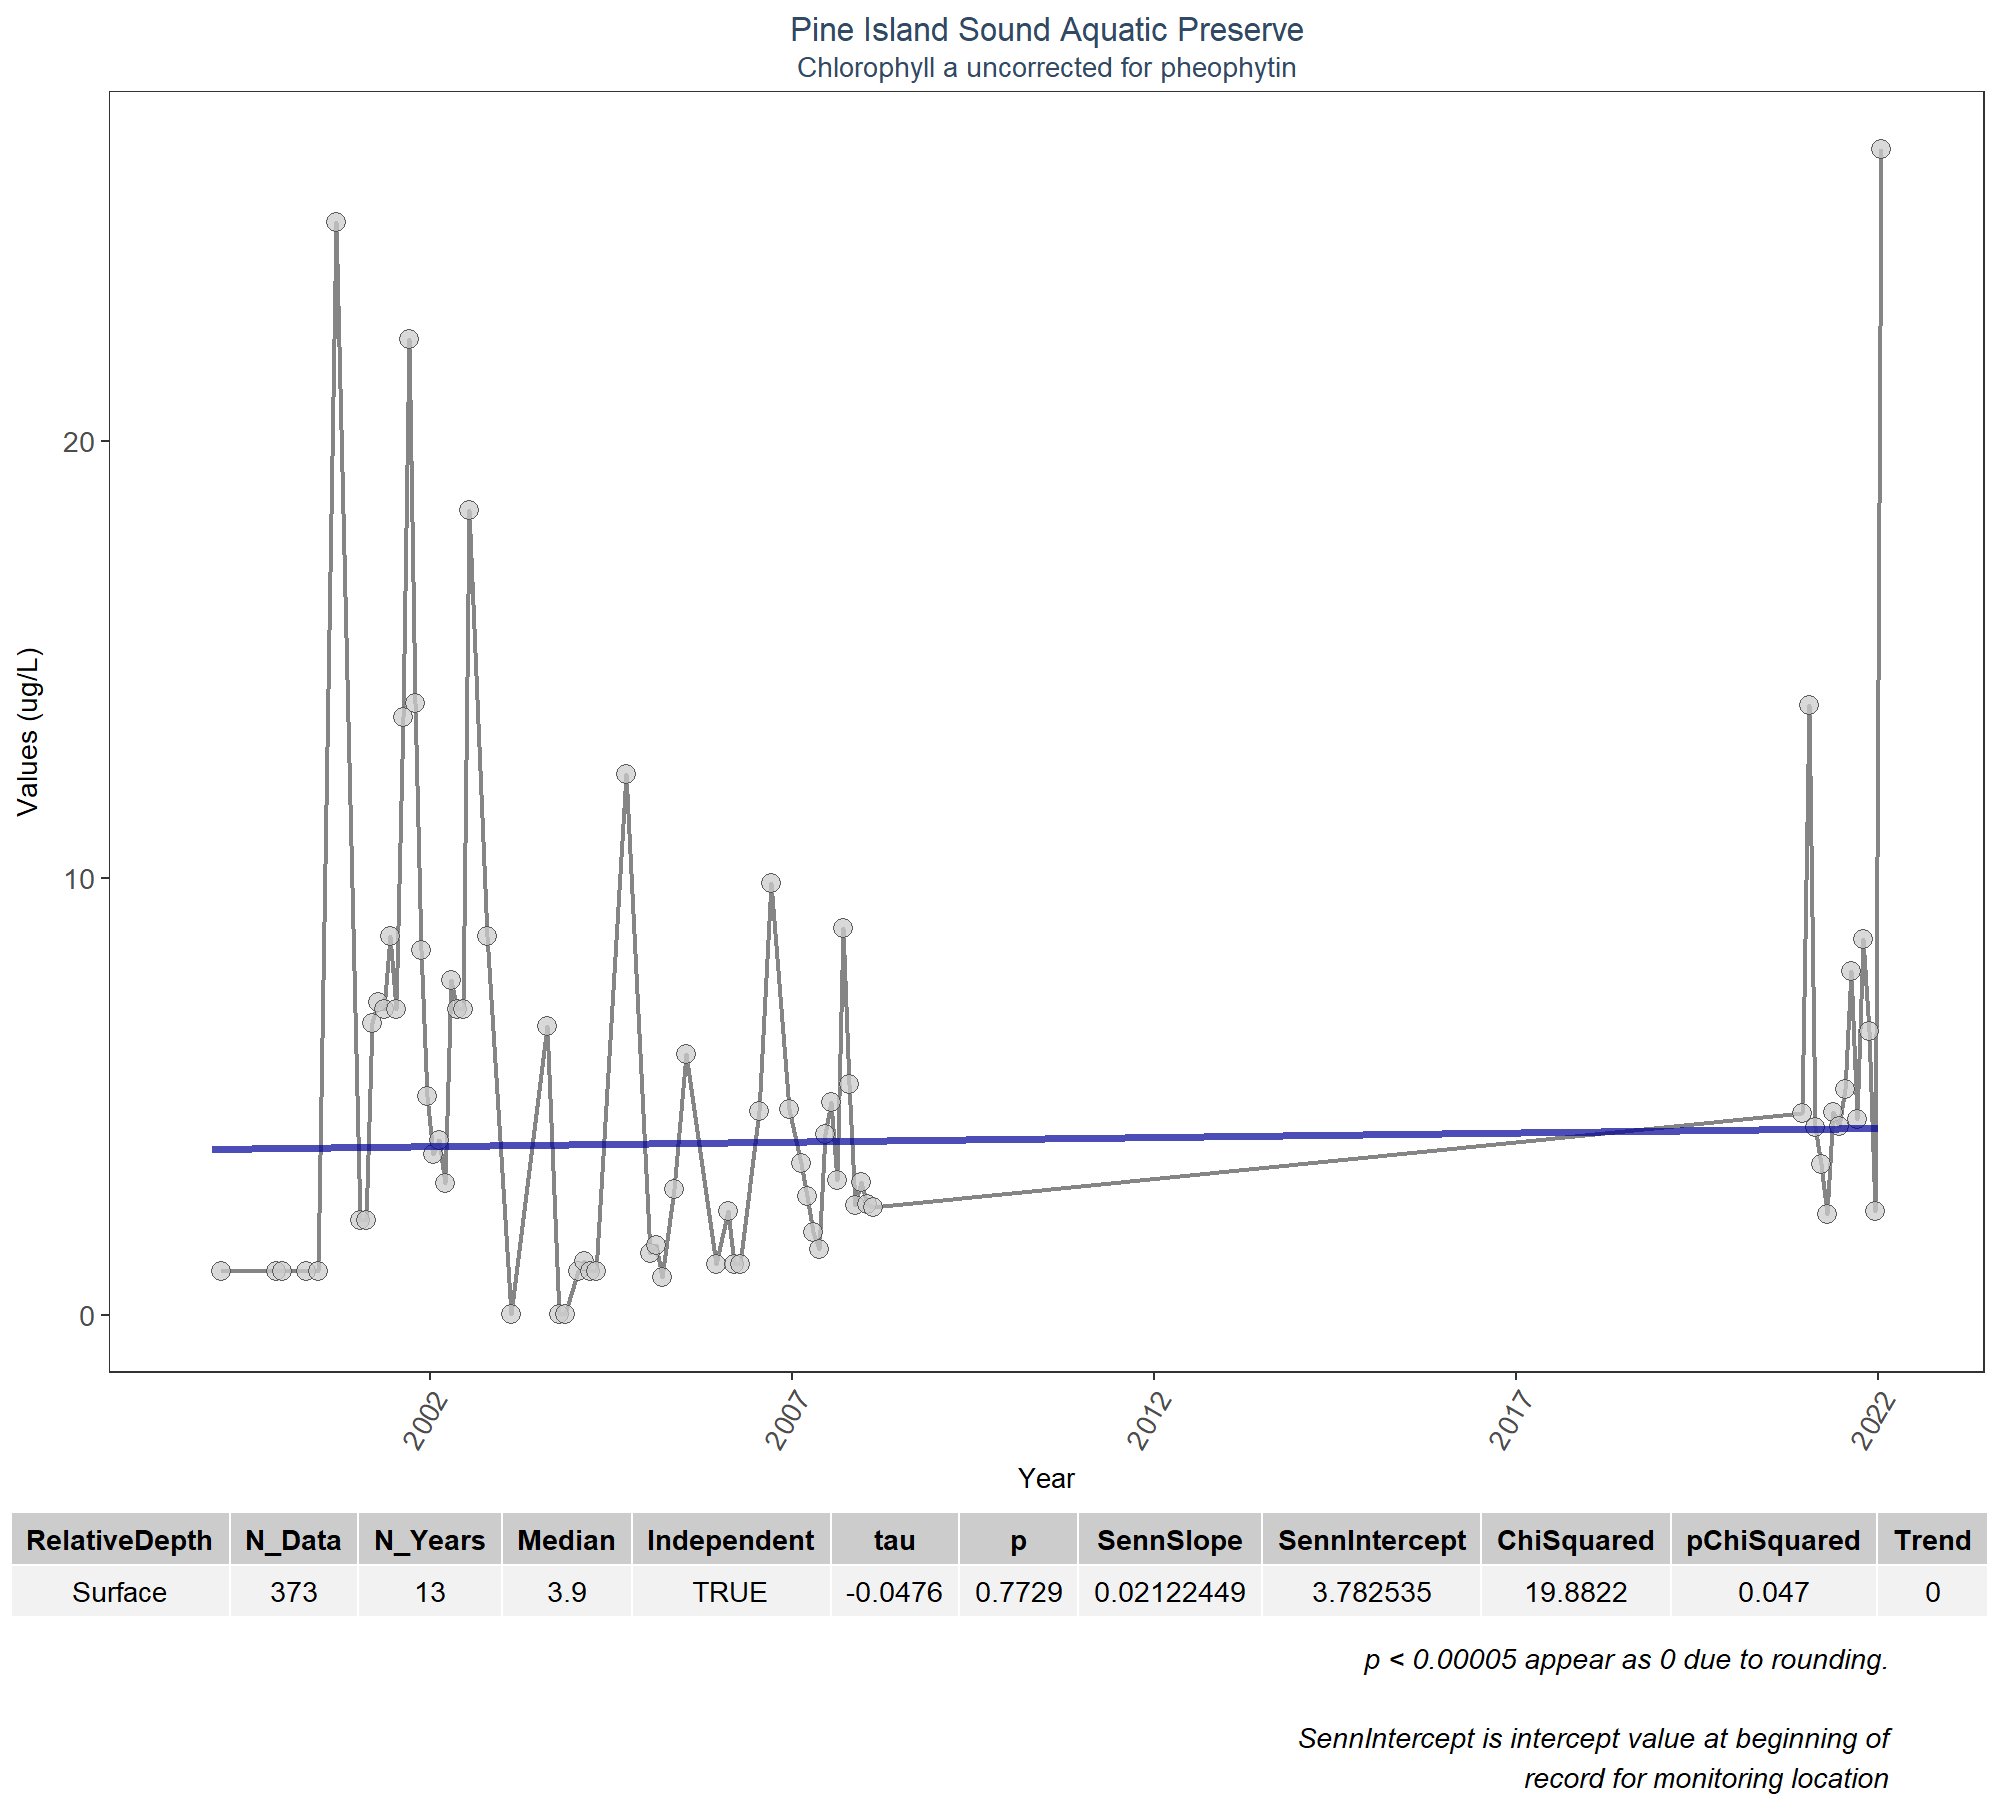 Pine Island Sound Aquatic Preserve
Chlorophyll a uncorrected for pheophytin
Values (ug/L)
20
10
0
2002 2007 2012 2017 2022
Year
RelativeDepth N_Data N_Years Median Independent tau p SennSlope SennIntercept ChiSquared pChiSquared Trend
Surface 373 13 3.9 TRUE -0.0476 0.7729 0.02122449 3.782535 19.8822 0.047 0
p < 0.00005 appear as 0 due to rounding.
SennIntercept is intercept value at beginning of
record for monitoring location